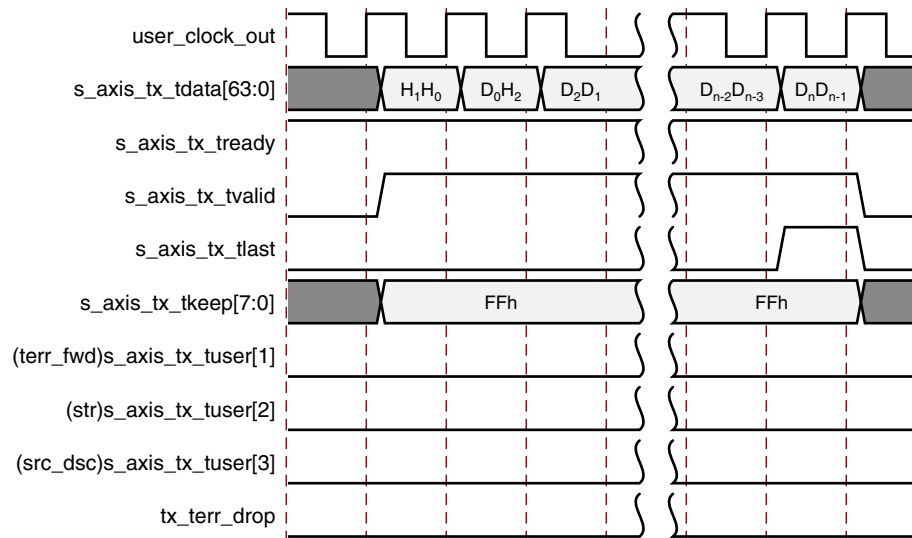 user_clock_out
s_axis_tx_tdata[63:0] H₁H₀ D₀H₂ D₂D₁ Dₙ₋₂Dₙ₋₃ DₙDₙ₋₁
s_axis_tx_tready
s_axis_tx_tvalid
s_axis_tx_tlast
s_axis_tx_tkeep[7:0] FFh FFh
(terr_fwd)s_axis_tx_tuser[1]
(str)s_axis_tx_tuser[2]
(src_dsc)s_axis_tx_tuser[3]
tx_terr_drop